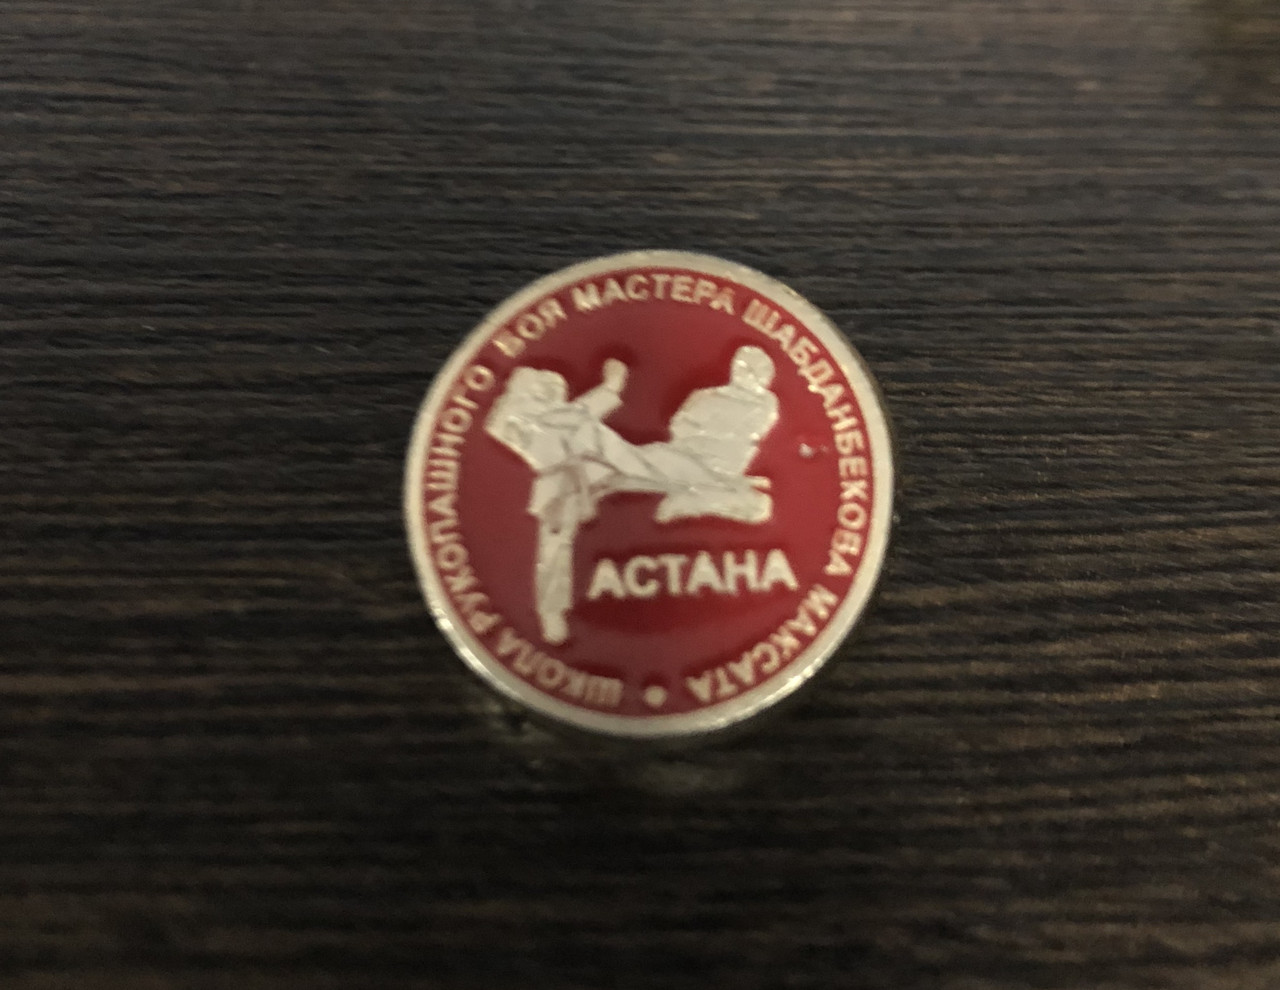 ШКОЛА РУКОПАШНОГО БОЯ МАСТЕРА ШАБДАНБЕКОВА МАКСАТА
АСТАНА